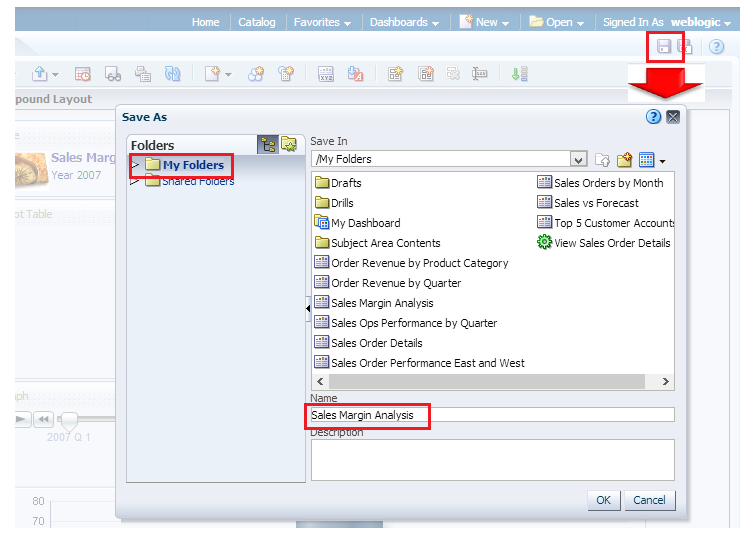 Home Catalog Favorites Dashboards New Open Signed In As weblogic
pound Layout
Save As
Folders
My Folders
Shared Folders
Save In
/My Folders
Drafts
Drills
My Dashboard
Subject Area Contents
Order Revenue by Product Category
Order Revenue by Quarter
Sales Margin Analysis
Sales Ops Performance by Quarter
Sales Order Details
Sales Order Performance East and West
Sales Orders by Month
Sales vs Forecast
Top 5 Customer Accounts
View Sales Order Details
Name
Sales Margin Analysis
Description
OK Cancel
Sales Marg
Year 2007
ot Table
aph
2007 Q 1
80
70